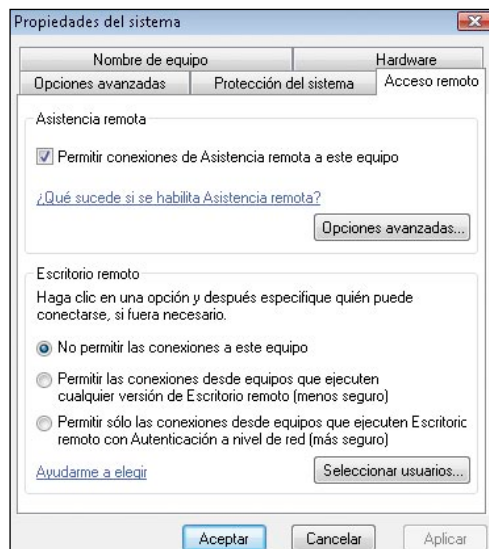 Propiedades del sistema
Nombre de equipo
Hardware
Opciones avanzadas
Protección del sistema
Acceso remoto
Asistencia remota
Permitir conexiones de Asistencia remota a este equipo
¿Qué sucede si se habilita Asistencia remota?
Opciones avanzadas...
Escritorio remoto
Haga clic en una opción y después especifique quién puede
conectarse, si fuera necesario.
No permitir las conexiones a este equipo
Permitir las conexiones desde equipos que ejecuten
cualquier versión de Escritorio remoto (menos seguro)
Permitir sólo las conexiones desde equipos que ejecuten Escritoric
remoto con Autenticación a nivel de red (más seguro)
Ayudarme a elegir
Seleccionar usuarios...
Aceptar
Cancelar
Aplicar